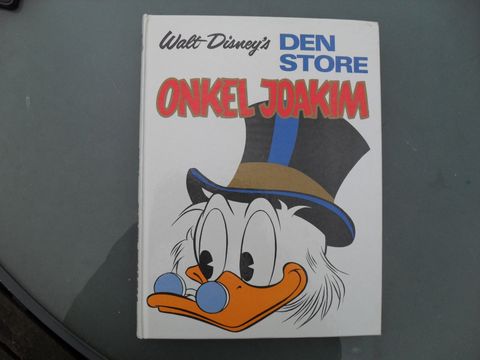 Walt Disney's DEN
STORE
ONKEL JOAKIM